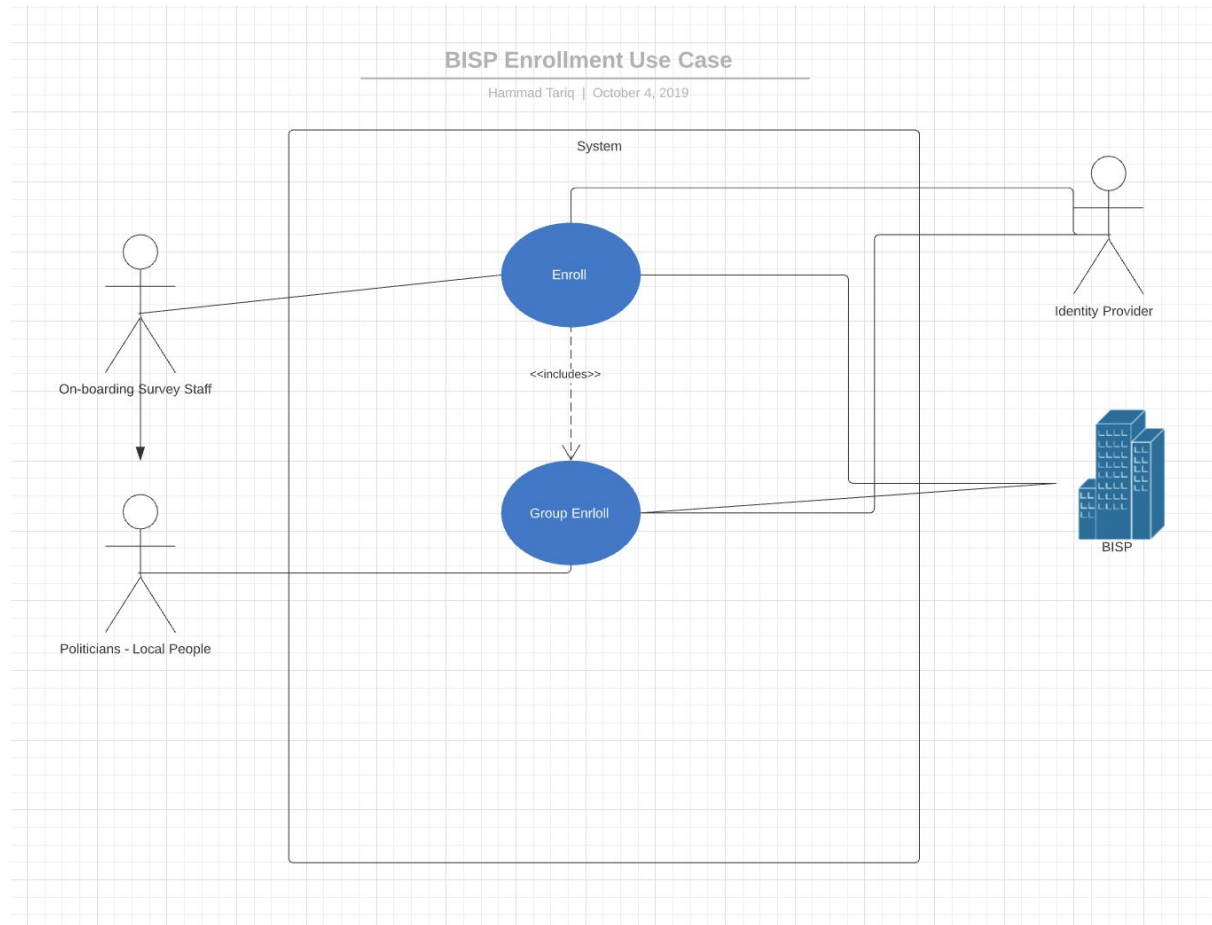 BISP Enrollment Use Case
Hammad Tariq | October 4, 2019
System
Enroll
Identity Provider
<<includes>>
On-boarding Survey Staff
Group Enrloll
BISP
Politicians - Local People